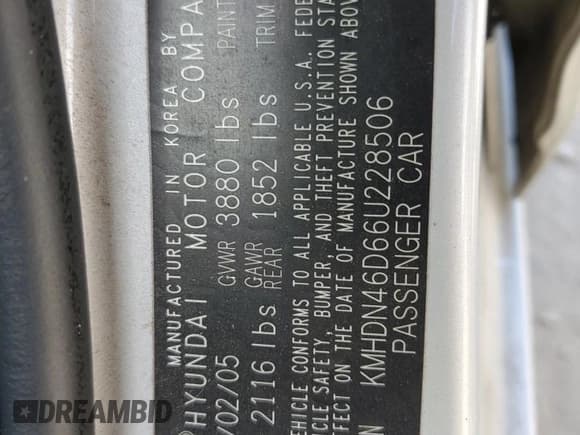 MANUFACTURED IN KOREA BY
HYUNDAI MOTOR COMPA
/02/05 GVWR 3880 lbs PAINT
2116 lbs GAWR REAR 1852 lbs TRIM
EHICLE CONFORMS TO ALL APPLICABLE U.S.A. FEDE
ICLE SAFETY, BUMPER, AND THEFT PREVENTION STA
EFFECT ON THE DATE OF MANUFACTURE SHOWN ABOV
N KMHDN46D66U228506
PASSENGER CAR
DREAMBID